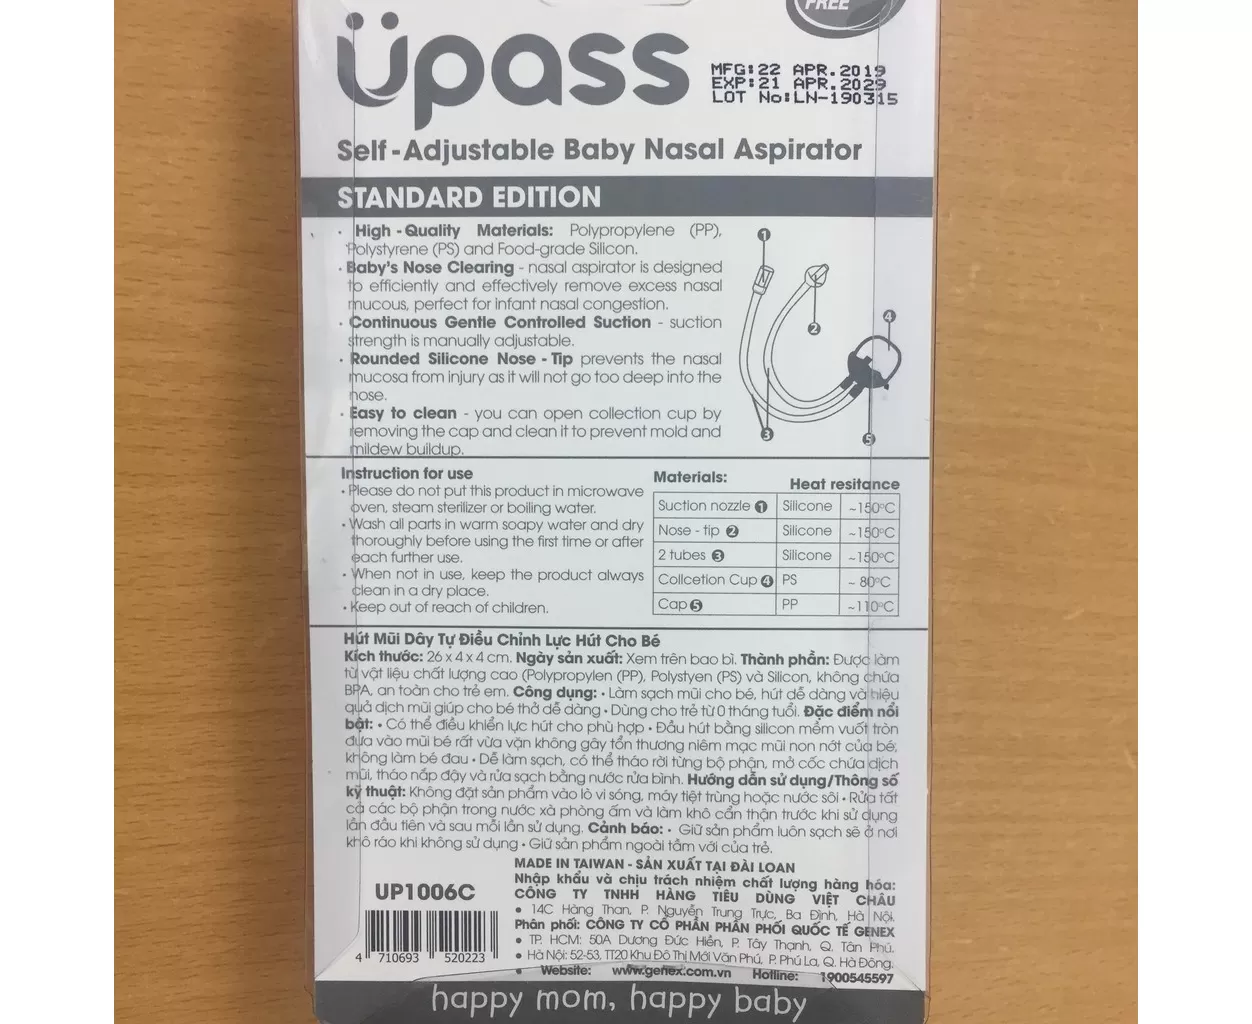 FREE
Üpass
MFG:22 APR.2019
EXP:21 APR.2029
LOT No:LN-190315
Self-Adjustable Baby Nasal Aspirator
STANDARD EDITION
• High - Quality Materials: Polypropylene (PP),
Polystyrene (PS) and Food-grade Silicon.
• Baby's Nose Clearing - nasal aspirator is designed
to efficiently and effectively remove excess nasal
mucous, perfect for infant nasal congestion.
• Continuous Gentle Controlled Suction - suction
strength is manually adjustable.
• Rounded Silicone Nose - Tip prevents the nasal
mucosa from injury as it will not go too deep into the
nose.
• Easy to clean - you can open collection cup by
removing the cap and clean it to prevent mold and
mildew buildup.
1
2
4
3
5
Instruction for use
• Please do not put this product in microwave
oven, steam sterilizer or boiling water.
• Wash all parts in warm soapy water and dry
thoroughly before using the first time or after
each further use.
• When not in use, keep the product always
clean in a dry place.
• Keep out of reach of children.
Materials: Heat resitance
Suction nozzle 1 Silicone ~150°C
Nose - tip 2 Silicone ~150°C
2 tubes 3 Silicone ~150°C
Collcetion Cup 4 PS ~ 80°C
Cap 5 PP ~110°C
Hút Mũi Dây Tự Điều Chỉnh Lực Hút Cho Bé
Kích thước: 26 x 4 x 4 cm. Ngày sản xuất: Xem trên bao bì. Thành phần: Được làm
từ vật liệu chất lượng cao (Polypropylen (PP), Polystyen (PS) và Silicon, không chứa
BPA, an toàn cho trẻ em. Công dụng: • Làm sạch mũi cho bé, hút dễ dàng và hiệu
quả dịch mũi giúp cho bé thở dễ dàng • Dùng cho trẻ từ 0 tháng tuổi. Đặc điểm nổi
bật: • Có thể điều khiển lực hút cho phù hợp • Đầu hút bằng silicon mềm vuốt tròn
đưa vào mũi bé rất vừa vặn không gây tổn thương niêm mạc mũi non nớt của bé,
không làm bé đau • Dễ làm sạch, có thể tháo rời từng bộ phận, mở cốc chứa dịch
mũi, tháo nắp đậy và rửa sạch bằng nước rửa bình. Hướng dẫn sử dụng/Thông số
kỹ thuật: Không đặt sản phẩm vào lò vi sóng, máy tiệt trùng hoặc nước sôi • Rửa tất
cả các bộ phận trong nước xà phòng ấm và làm khô cẩn thận trước khi sử dụng
lần đầu tiên và sau mỗi lần sử dụng. Cảnh báo: • Giữ sản phẩm luôn sạch sẽ ở nơi
khô ráo khi không sử dụng • Giữ sản phẩm ngoài tầm với của trẻ.
MADE IN TAIWAN - SẢN XUẤT TẠI ĐÀI LOAN
Nhập khẩu và chịu trách nhiệm chất lượng hàng hóa:
CÔNG TY TNHH HÀNG TIÊU DÙNG VIỆT CHÂU
• 14C Hàng Than, P. Nguyễn Trung Trực, Ba Đình, Hà Nội.
Phân phối: CÔNG TY CỔ PHẦN PHÂN PHỐI QUỐC TẾ GENEX
• TP. HCM: 50A Dương Đức Hiền, P. Tây Thạnh, Q. Tân Phú.
• Hà Nội: 52-53, TT20 Khu Đô Thị Mới Văn Phú, P. Phú La, Q. Hà Đông.
• Website: www.genex.com.vn Hotline: 1900545597
UP1006C
4 710693 520223
happy mom, happy baby